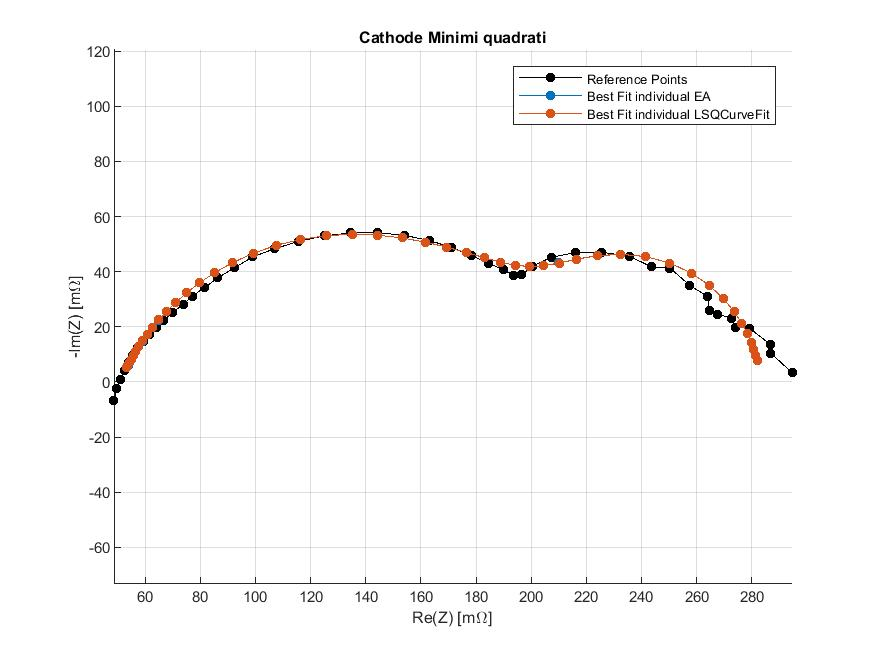 Cathode Minimi quadrati
Reference Points
Best Fit individual EA
Best Fit individual LSQCurveFit
-Im(Z) [mΩ]
120
100
80
60
40
20
0
-20
-40
-60
60 80 100 120 140 160 180 200 220 240 260 280
Re(Z) [mΩ]